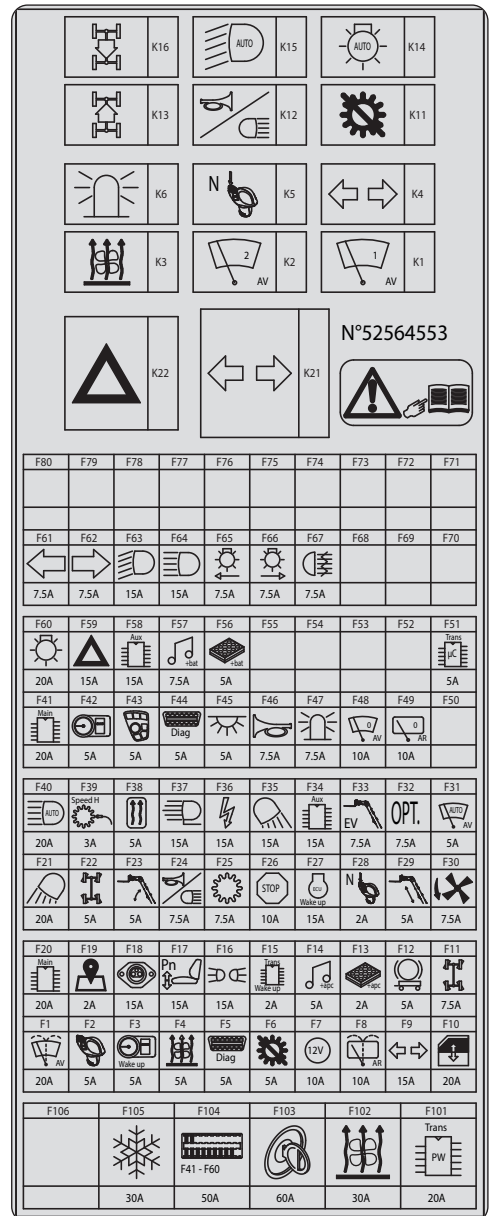 K16 AUTO K15 AUTO K14
K13 K12 K11
K6 N K5 K4
K3 2 AV K2 1 AV K1
K22 K21 N°52564553
F80 F79 F78 F77 F76 F75 F74 F73 F72 F71
F61 F62 F63 F64 F65 F66 F67 F68 F69 F70
7.5A 7.5A 15A 15A 7.5A 7.5A 7.5A
F60 F59 F58 F57 F56 F55 F54 F53 F52 F51
Aux +bat +bat Trans µC
20A 15A 15A 7.5A 5A 5A
F41 F42 F43 F44 F45 F46 F47 F48 F49 F50
Main Diag 0 AV 0 AR
20A 5A 5A 5A 5A 7.5A 7.5A 10A 10A
F40 F39 F38 F37 F36 F35 F34 F33 F32 F31
AUTO Speed H Aux EV OPT. AUTO AV
20A 3A 5A 15A 15A 15A 15A 7.5A 7.5A 5A
F21 F22 F23 F24 F25 F26 F27 F28 F29 F30
STOP ECU Wake up N
20A 5A 5A 7.5A 7.5A 10A 15A 2A 5A 7.5A
F20 F19 F18 F17 F16 F15 F14 F13 F12 F11
Main Pn Trans Wake up +apc +apc
20A 2A 15A 15A 15A 2A 5A 2A 5A 7.5A
F1 F2 F3 F4 F5 F6 F7 F8 F9 F10
AV Wake up Diag 12V AR
20A 5A 5A 5A 5A 5A 10A 10A 15A 20A
F106 F105 F104 F103 F102 F101
F41 - F60 Trans PW
30A 50A 60A 30A 20A